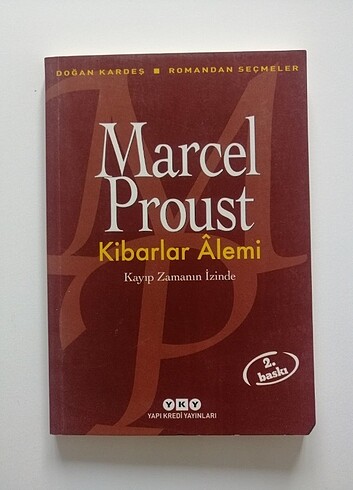 DOĞAN KARDEŞ ■ ROMANDAN SEÇMELER
Marcel
Proust
Kibarlar Âlemi
Kayıp Zamanın İzinde
2.
baskı
YKY
YAPI KREDİ YAYINLARI